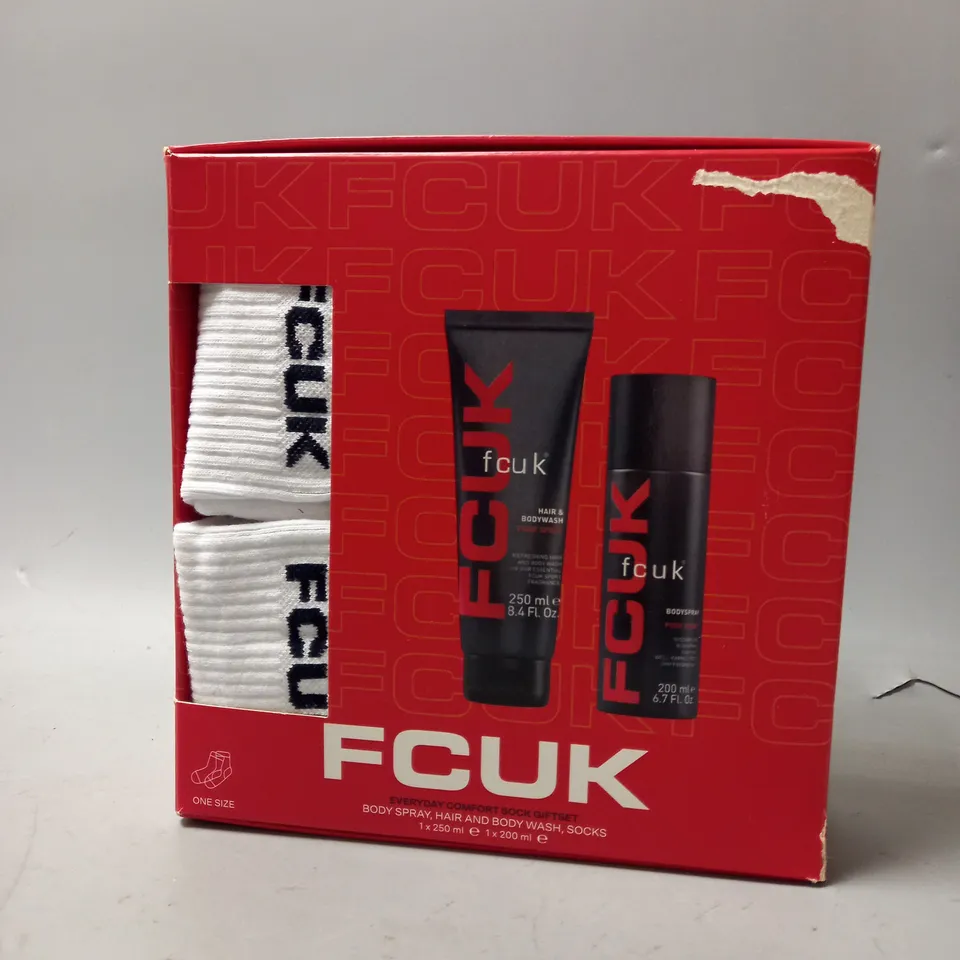 UKFCUKFC
UKFCUKFC
FCUK
FCU
FCUK
fcuk
HAIR &
BODYWASH
250 ml e
8.4 Fl. Oz.
FCUK
fcuk
BODYSPRAY
200 ml e
6.7 Fl. Oz
FCUK
EVERYDAY COMFORT SOCK GIFTSET
BODY SPRAY, HAIR AND BODY WASH, SOCKS
1 x 250 ml e 1 x 200 ml e
ONE SIZE